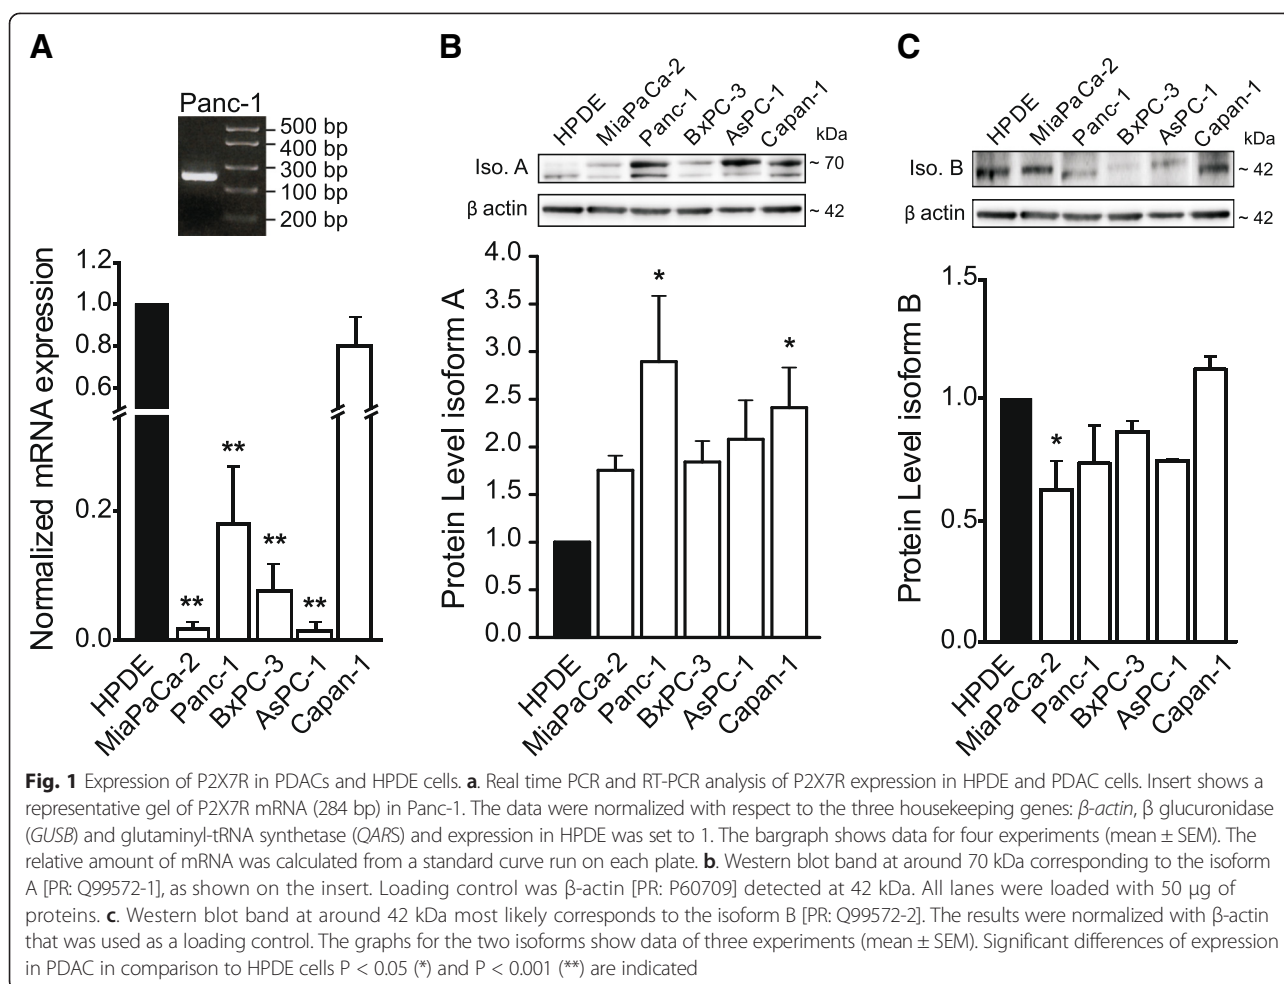 A
Panc-1
500 bp
400 bp
300 bp
100 bp
200 bp
Normalized mRNA expression
1.2
1.0
0.8
0.6
0.2
0.0
**
**
**
**
HPDE
MiaPaCa-2
Panc-1
BxPC-3
AsPC-1
Capan-1
B
HPDE
MiaPaCa-2
Panc-1
BxPC-3
AsPC-1
Capan-1
kDa
Iso. A
~ 70
β actin
~ 42
Protein Level isoform A
4.0
3.5
3.0
2.5
2.0
1.5
1.0
0.5
0.0
*
*
HPDE
MiaPaCa-2
Panc-1
BxPC-3
AsPC-1
Capan-1
C
HPDE
MiaPaCa-2
Panc-1
BxPC-3
AsPC-1
Capan-1
kDa
Iso. B
~ 42
β actin
~ 42
Protein Level isoform B
1.5
1.0
0.5
0.0
*
HPDE
MiaPaCa-2
Panc-1
BxPC-3
AsPC-1
Capan-1
Fig. 1 Expression of P2X7R in PDACs and HPDE cells. a. Real time PCR and RT-PCR analysis of P2X7R expression in HPDE and PDAC cells. Insert shows a
representative gel of P2X7R mRNA (284 bp) in Panc-1. The data were normalized with respect to the three housekeeping genes: β-actin, β glucuronidase
(GUSB) and glutaminyl-tRNA synthetase (QARS) and expression in HPDE was set to 1. The bargraph shows data for four experiments (mean ± SEM). The
relative amount of mRNA was calculated from a standard curve run on each plate. b. Western blot band at around 70 kDa corresponding to the isoform
A [PR: Q99572-1], as shown on the insert. Loading control was β-actin [PR: P60709] detected at 42 kDa. All lanes were loaded with 50 μg of
proteins. c. Western blot band at around 42 kDa most likely corresponds to the isoform B [PR: Q99572-2]. The results were normalized with β-actin
that was used as a loading control. The graphs for the two isoforms show data of three experiments (mean ± SEM). Significant differences of expression
in PDAC in comparison to HPDE cells P < 0.05 (*) and P < 0.001 (**) are indicated